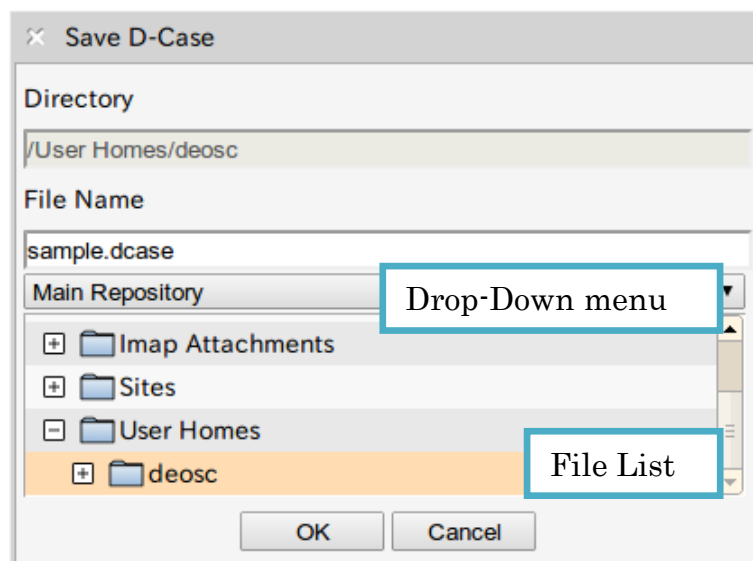 Save D-Case
Directory
/User Homes/deosc
File Name
sample.dcase
Main Repository
Drop-Down menu
Imap Attachments
Sites
User Homes
deosc
File List
OK Cancel